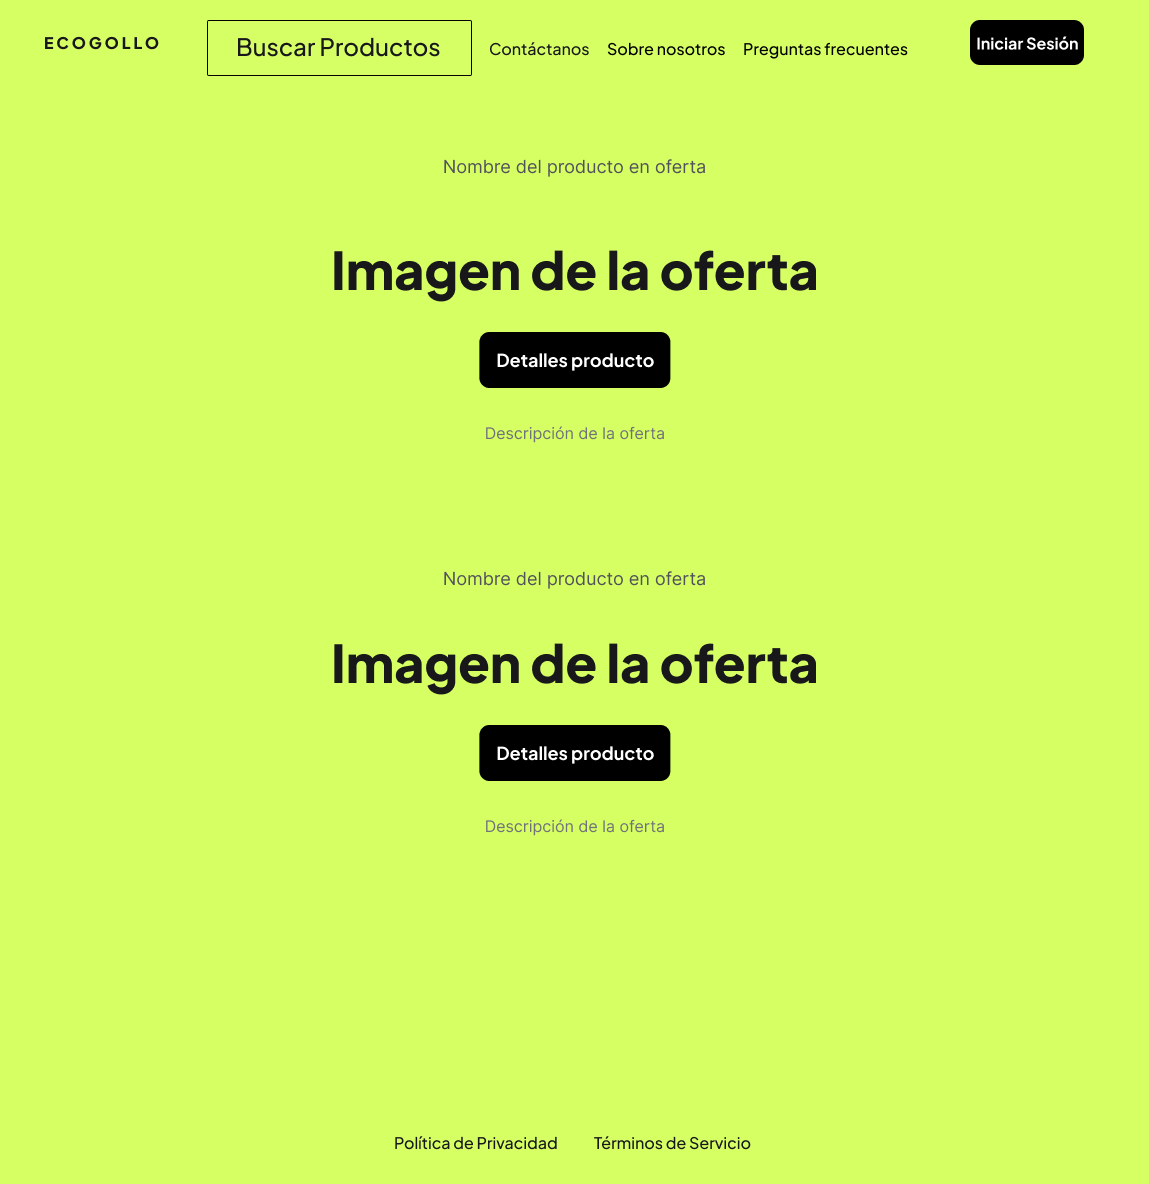 ECOGOLLO
Buscar Productos
Contáctanos
Sobre nosotros
Preguntas frecuentes
Iniciar Sesión
Nombre del producto en oferta
Imagen de la oferta
Detalles producto
Descripción de la oferta
Nombre del producto en oferta
Imagen de la oferta
Detalles producto
Descripción de la oferta
Política de Privacidad
Términos de Servicio